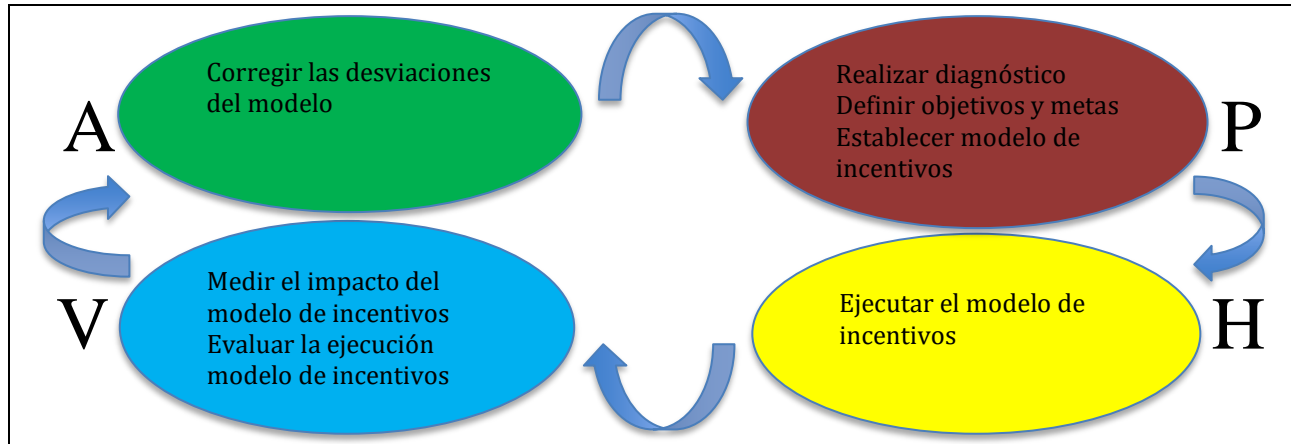 A
Corregir las desviaciones
del modelo
Realizar diagnóstico
Definir objetivos y metas
Establecer modelo de
incentivos
P
V
Medir el impacto del
modelo de incentivos
Evaluar la ejecución
modelo de incentivos
Ejecutar el modelo de
incentivos
H